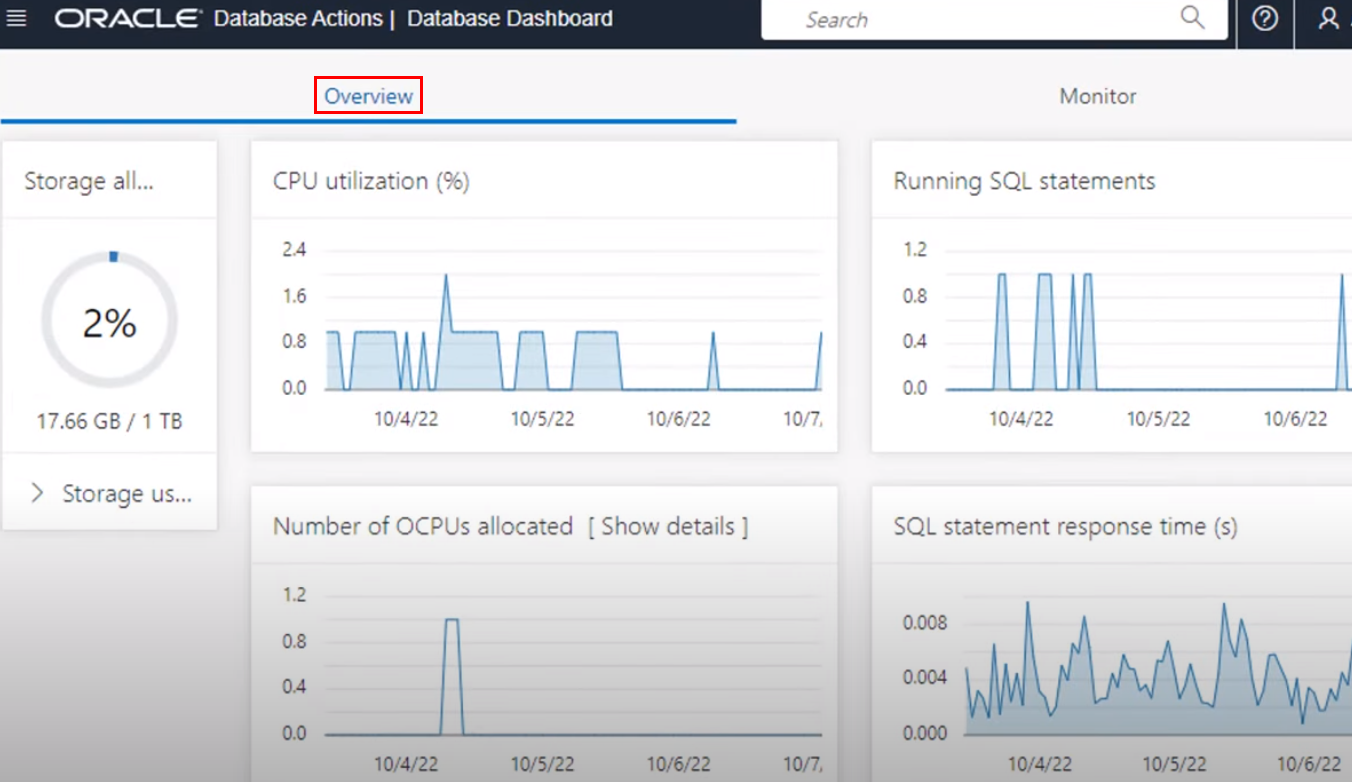 ORACLE Database Actions | Database Dashboard
Search
Overview
Monitor
Storage all...
2%
17.66 GB / 1 TB
Storage us...
CPU utilization (%)
2.4
1.6
0.8
0.0
10/4/22 10/5/22 10/6/22 10/7,
Running SQL statements
1.2
0.8
0.4
0.0
10/4/22 10/5/22 10/6/22
Number of OCPUs allocated [ Show details ]
1.2
0.8
0.4
0.0
10/4/22 10/5/22 10/6/22 10/7,
SQL statement response time (s)
0.008
0.004
0.000
10/4/22 10/5/22 10/6/22